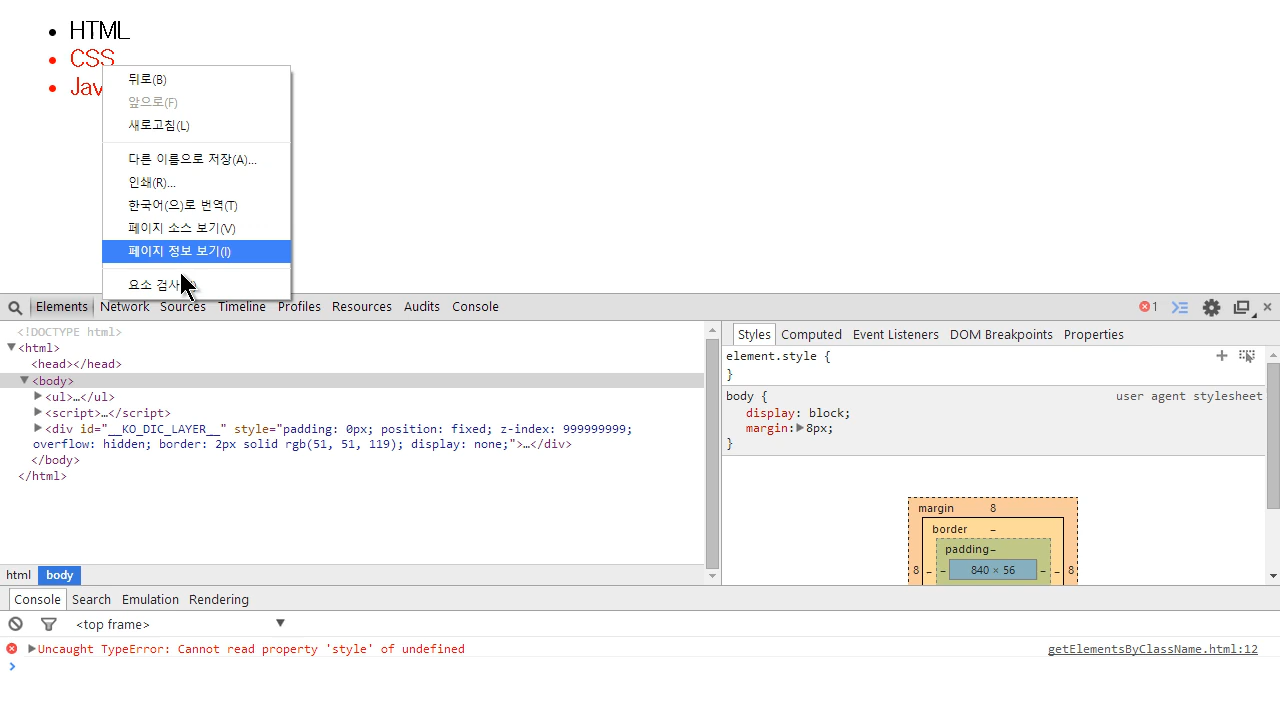 HTML
CSS
Jav
뒤로(B)
앞으로(F)
새로고침(L)
다른 이름으로 저장(A)...
인쇄(R)...
한국어(으)로 번역(T)
페이지 소스 보기(V)
페이지 정보 보기(I)
요소 검사
Elements Network Sources Timeline Profiles Resources Audits Console 1
<!DOCTYPE html>
<html>
<head></head>
<body>
<ul>…</ul>
<script>…</script>
<div id="__KO_DIC_LAYER__" style="padding: 0px; position: fixed; z-index: 999999999;
overflow: hidden; border: 2px solid rgb(51, 51, 119); display: none;">…</div>
</body>
</html>
html body
Styles Computed Event Listeners DOM Breakpoints Properties
element.style {
}
body { user agent stylesheet
display: block;
margin: 8px;
}
margin 8
border –
padding –
8 – – 840 × 56 – – 8
Console Search Emulation Rendering
<top frame>
Uncaught TypeError: Cannot read property 'style' of undefined getElementsByClassName.html:12